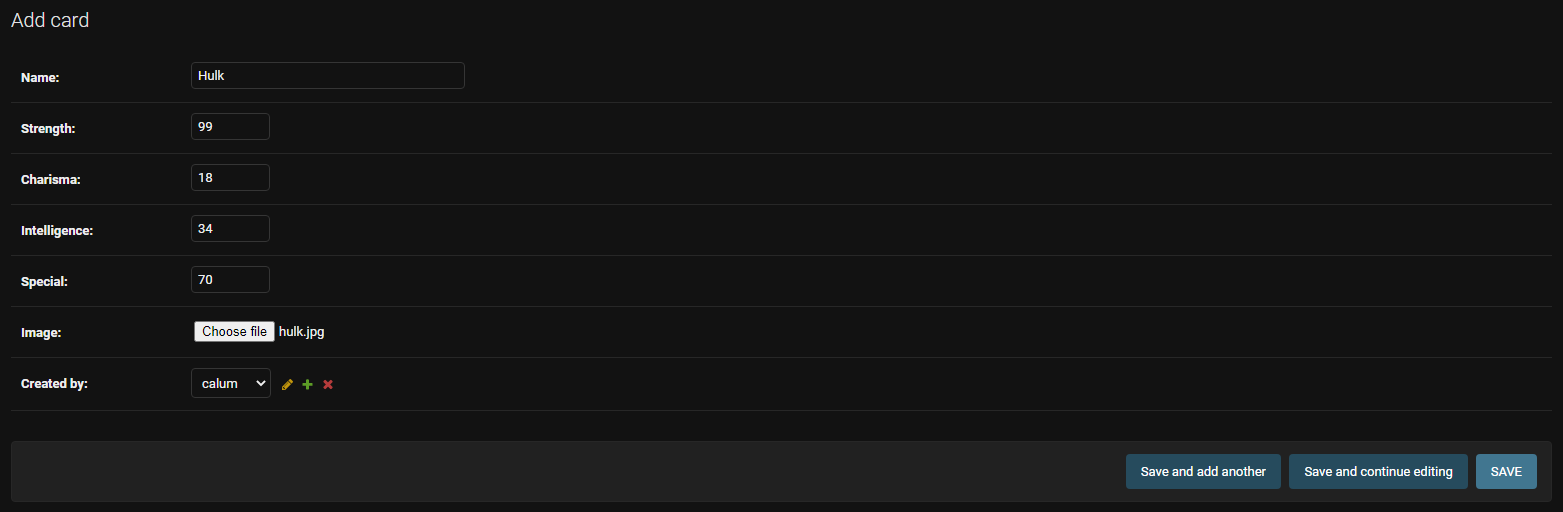 Add card
Name: Hulk
Strength: 99
Charisma: 18
Intelligence: 34
Special: 70
Image: Choose file hulk.jpg
Created by: calum
Save and add another Save and continue editing SAVE